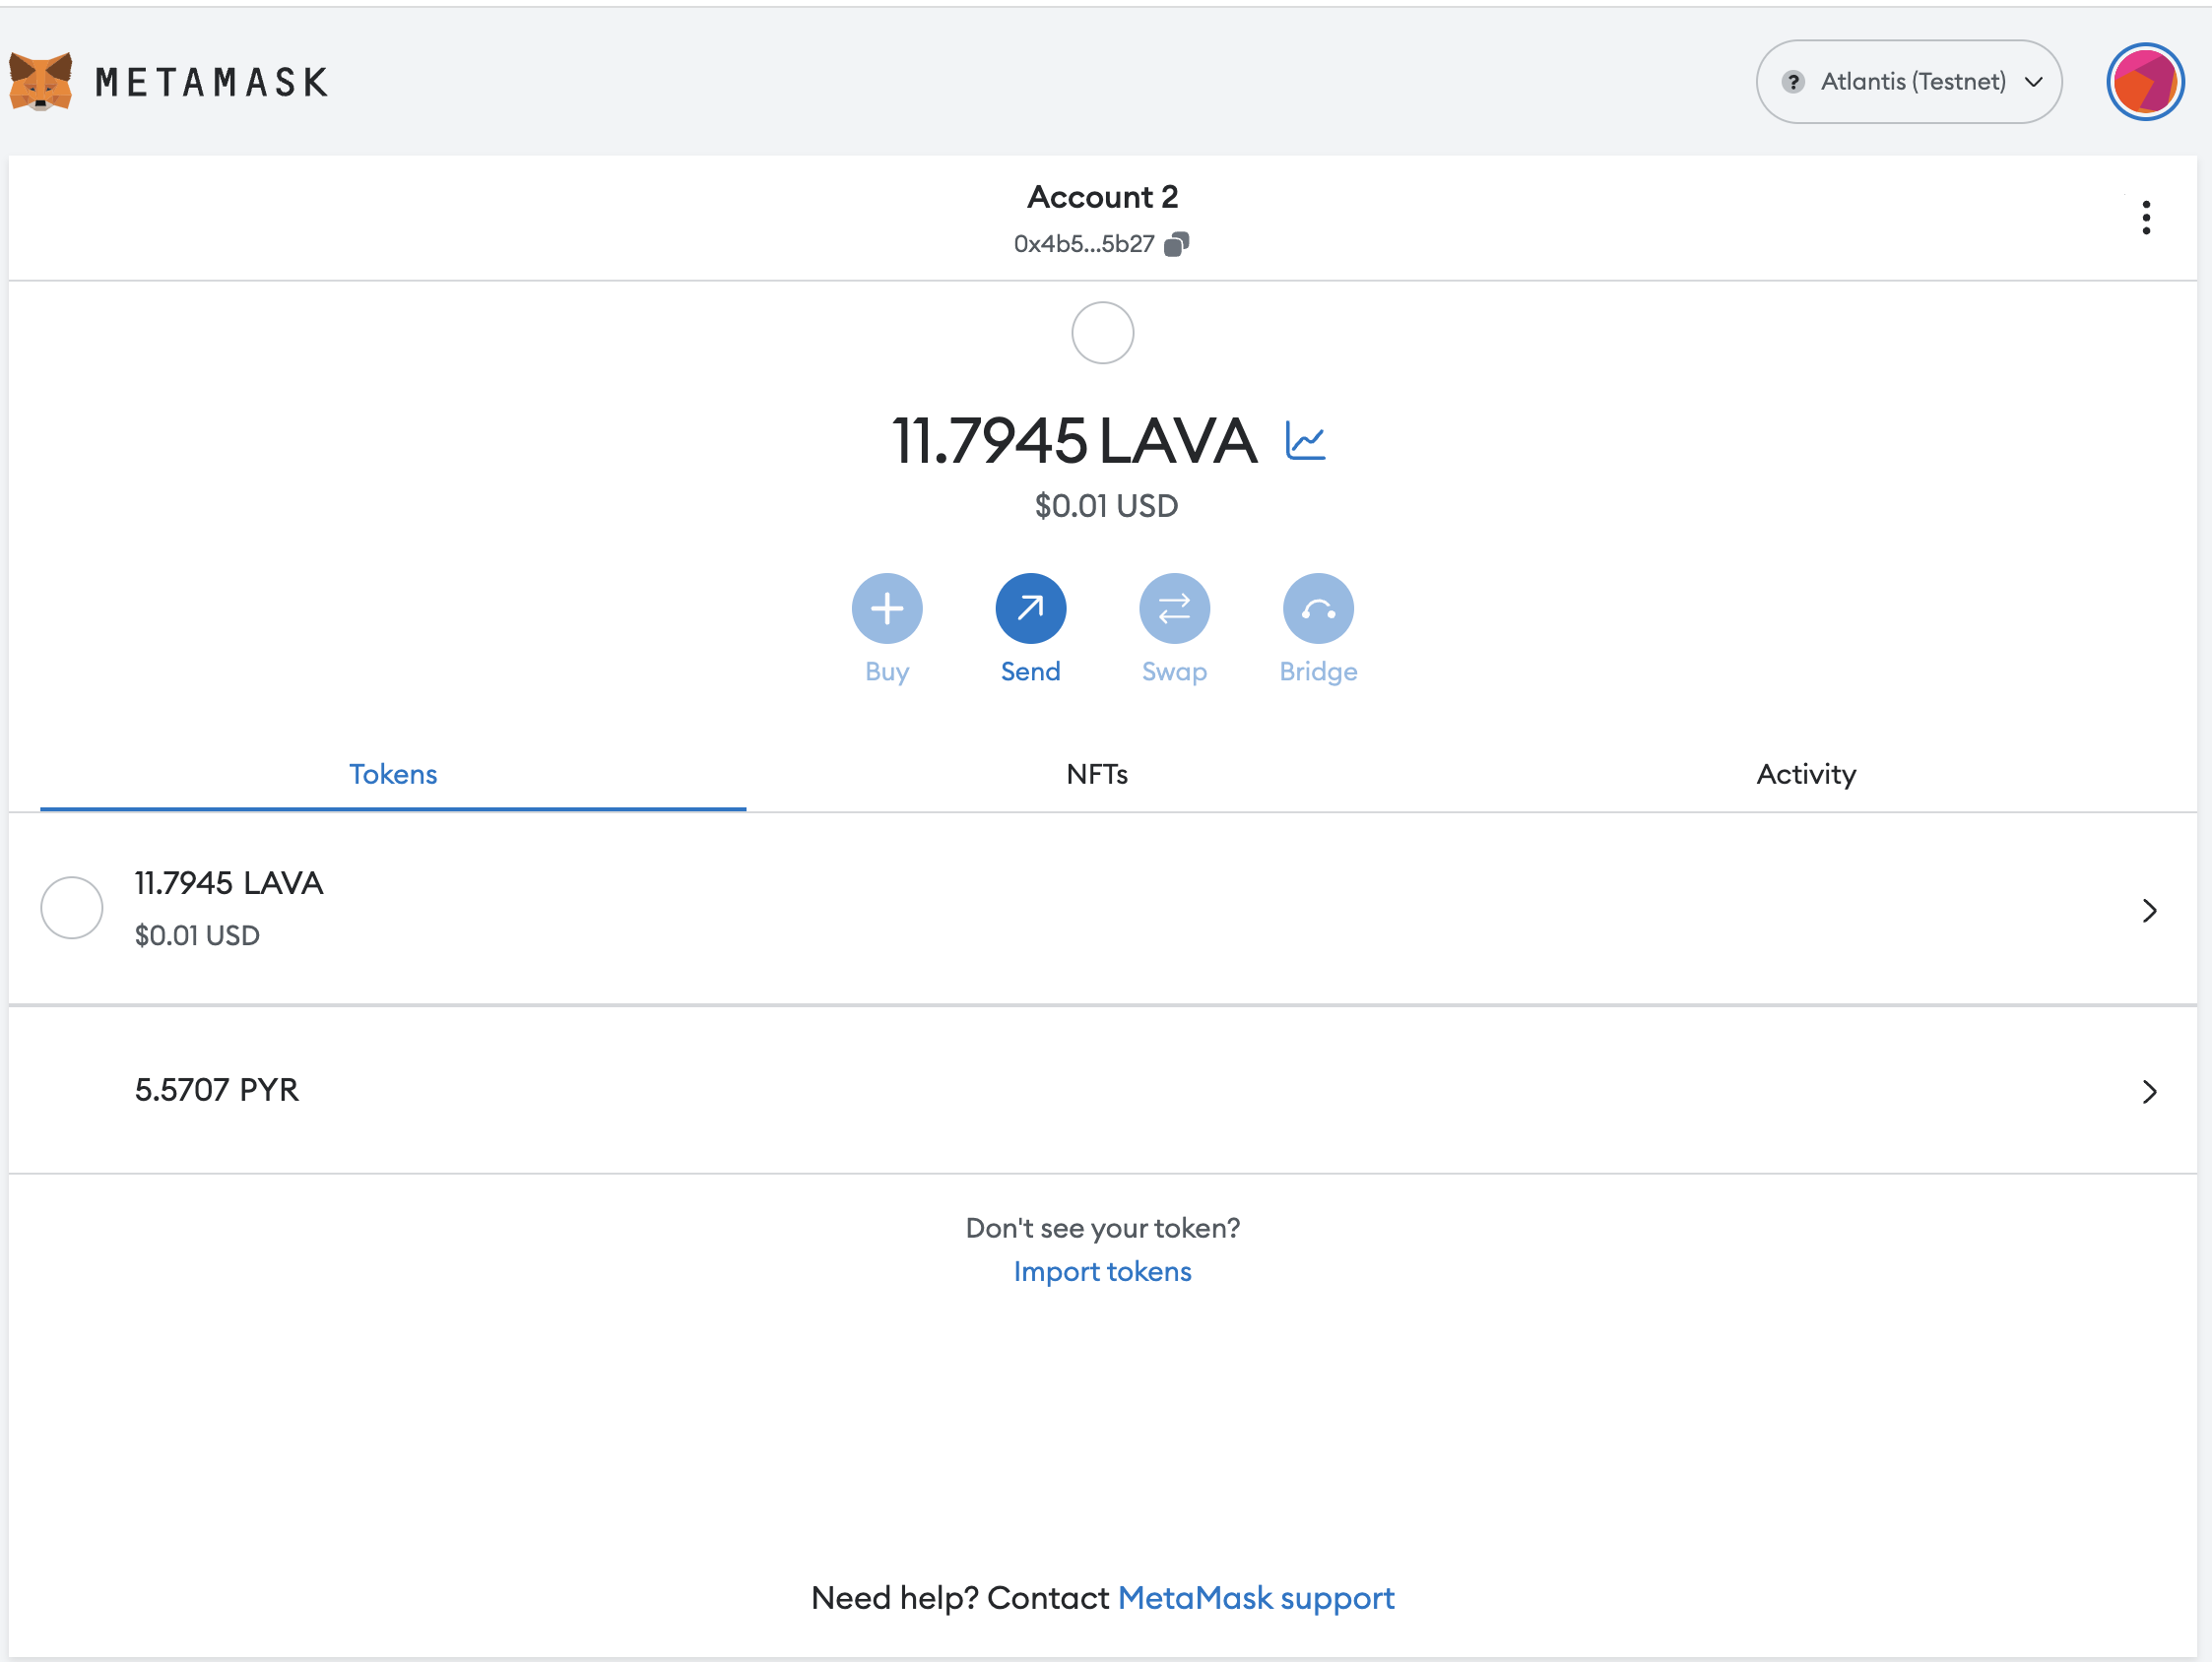 METAMASK
? Atlantis (Testnet)
Account 2
0x4b5...5b27
11.7945 LAVA
$0.01 USD
Buy Send Swap Bridge
Tokens NFTs Activity
11.7945 LAVA
$0.01 USD
5.5707 PYR
Don't see your token?
Import tokens
Need help? Contact MetaMask support